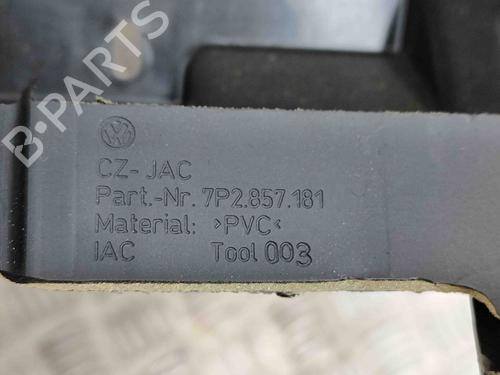 B-PARTS
CZ-JAC
Part.-Nr. 7P2.857.181
Material: >PVC<
IAC Tool 003